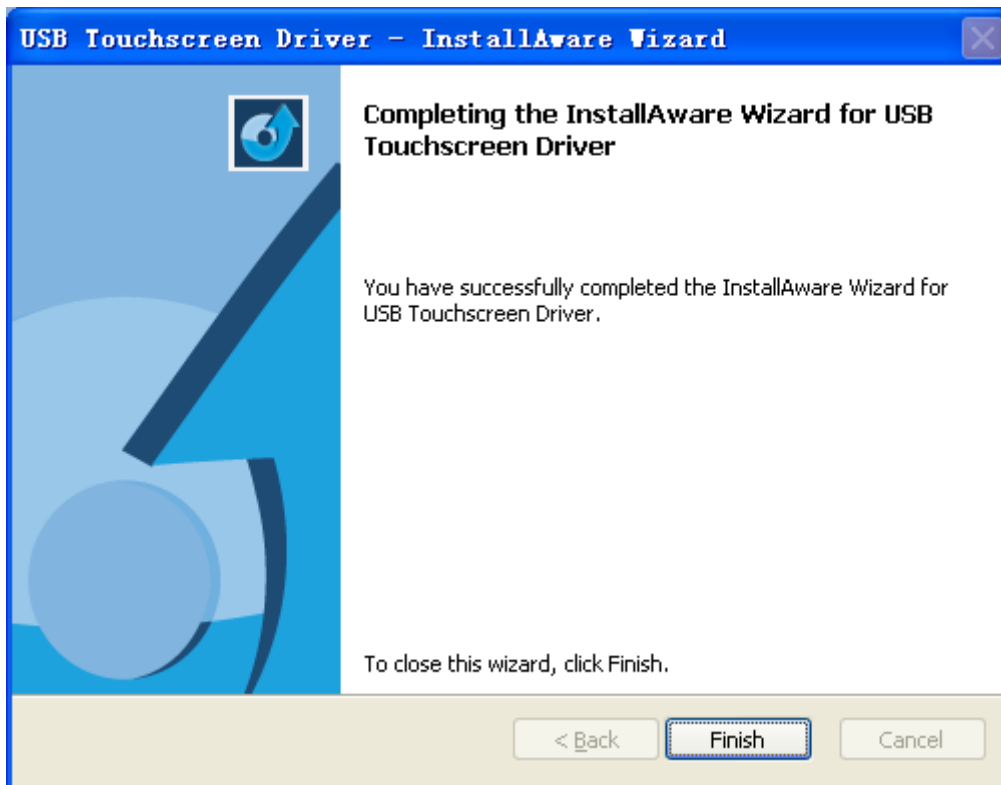 USB Touchscreen Driver - InstallAware Wizard
Completing the InstallAware Wizard for USB
Touchscreen Driver
You have successfully completed the InstallAware Wizard for
USB Touchscreen Driver.
To close this wizard, click Finish.
< Back
Finish
Cancel